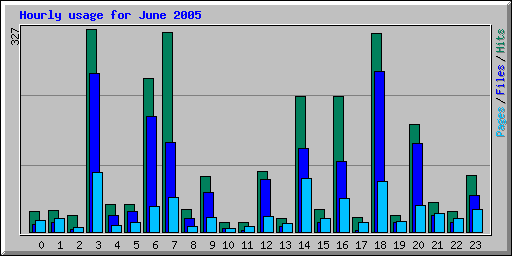 Hourly usage for June 2005
327
Pages / Files / Hits
0 1 2 3 4 5 6 7 8 9 10 11 12 13 14 15 16 17 18 19 20 21 22 23